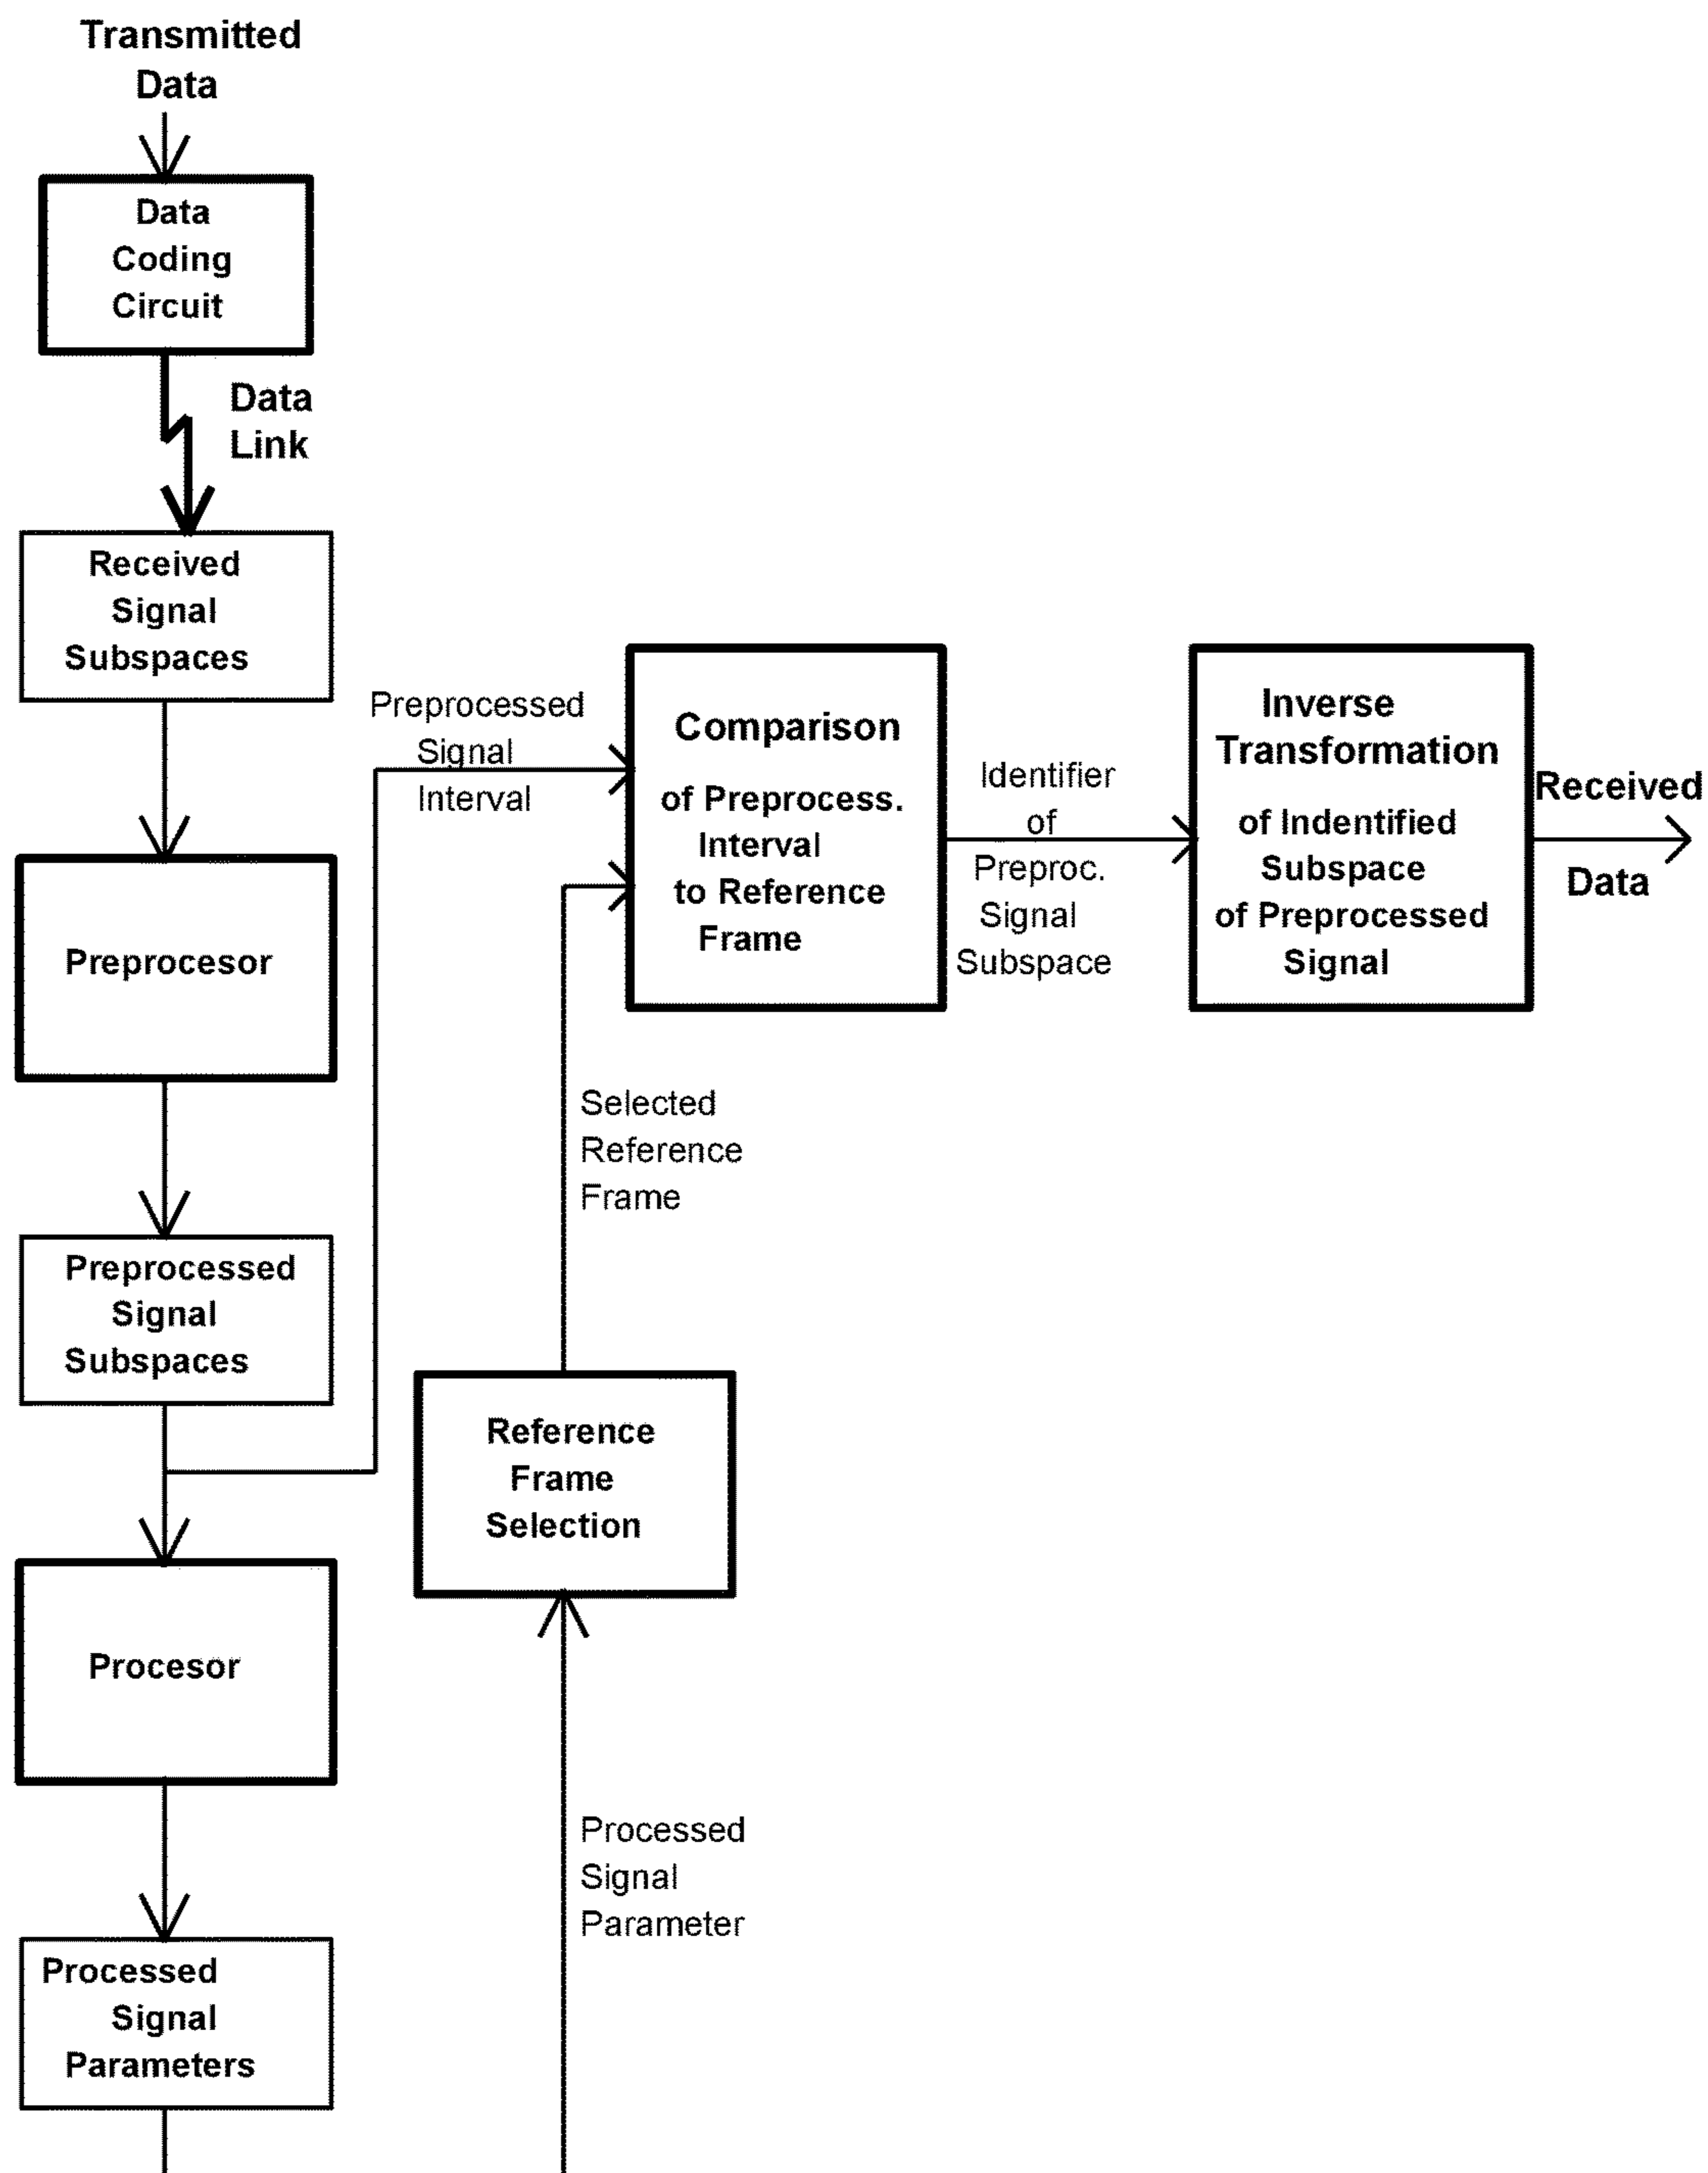 Transmitted
Data
Data
Coding
Circuit
Data
Link
Received
Signal
Subspaces
Preprocesor
Preprocessed
Signal
Subspaces
Procesor
Processed
Signal
Parameters
Preprocessed
Signal
Interval
Comparison
of Preprocess.
Interval
to Reference
Frame
Selected
Reference
Frame
Reference
Frame
Selection
Processed
Signal
Parameter
Identifier
of
Preproc.
Signal
Subspace
Inverse
Transformation
of Indentified
Subspace
of Preprocessed
Signal
Received
Data